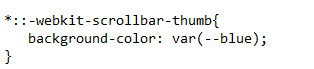 *::-webkit-scrollbar-thumb{
   background-color: var(--blue);
}